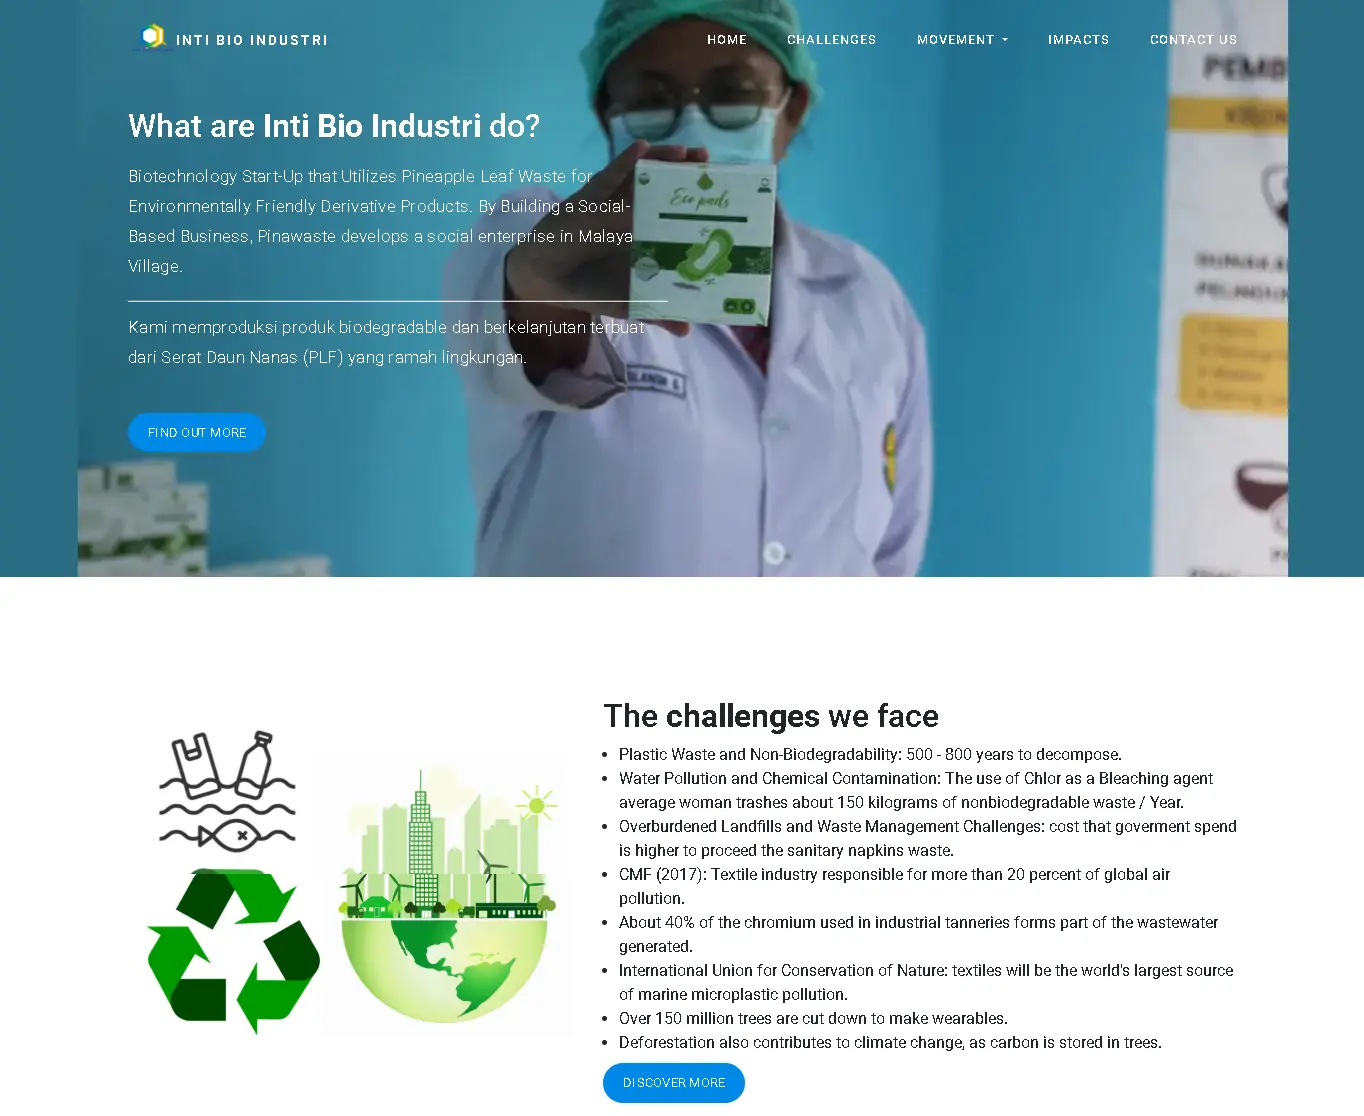 INTI BIO INDUSTRI
HOME CHALLENGES MOVEMENT IMPACTS CONTACT US
What are Inti Bio Industri do?
Biotechnology Start-Up that Utilizes Pineapple Leaf Waste for
Environmentally Friendly Derivative Products. By Building a Social-
Based Business, Pinawaste develops a social enterprise in Malaya
Village.
Kami memproduksi produk biodegradable dan berkelanjutan terbuat
dari Serat Daun Nanas (PLF) yang ramah lingkungan.
FIND OUT MORE
Eco pads
The challenges we face
Plastic Waste and Non-Biodegradability: 500 - 800 years to decompose.
Water Pollution and Chemical Contamination: The use of Chlor as a Bleaching agent
average woman trashes about 150 kilograms of nonbiodegradable waste / Year.
Overburdened Landfills and Waste Management Challenges: cost that goverment spend
is higher to proceed the sanitary napkins waste.
CMF (2017): Textile industry responsible for more than 20 percent of global air
pollution.
About 40% of the chromium used in industrial tanneries forms part of the wastewater
generated.
International Union for Conservation of Nature: textiles will be the world's largest source
of marine microplastic pollution.
Over 150 million trees are cut down to make wearables.
Deforestation also contributes to climate change, as carbon is stored in trees.
DISCOVER MORE